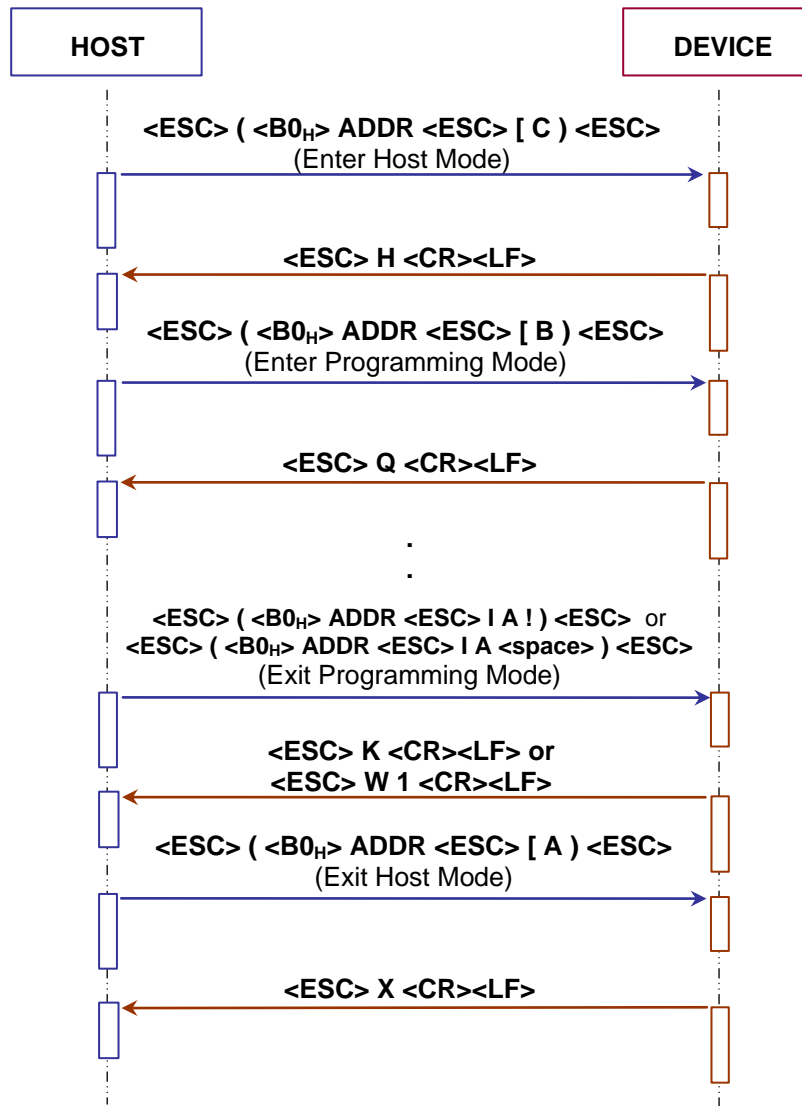 HOST
DEVICE
<ESC> ( <B0H> ADDR <ESC> [ C ) <ESC>
(Enter Host Mode)
<ESC> H <CR><LF>
<ESC> ( <B0H> ADDR <ESC> [ B ) <ESC>
(Enter Programming Mode)
<ESC> Q <CR><LF>
.
.
<ESC> ( <B0H> ADDR <ESC> I A ! ) <ESC> or
<ESC> ( <B0H> ADDR <ESC> I A <space> ) <ESC>
(Exit Programming Mode)
<ESC> K <CR><LF> or
<ESC> W 1 <CR><LF>
<ESC> ( <B0H> ADDR <ESC> [ A ) <ESC>
(Exit Host Mode)
<ESC> X <CR><LF>